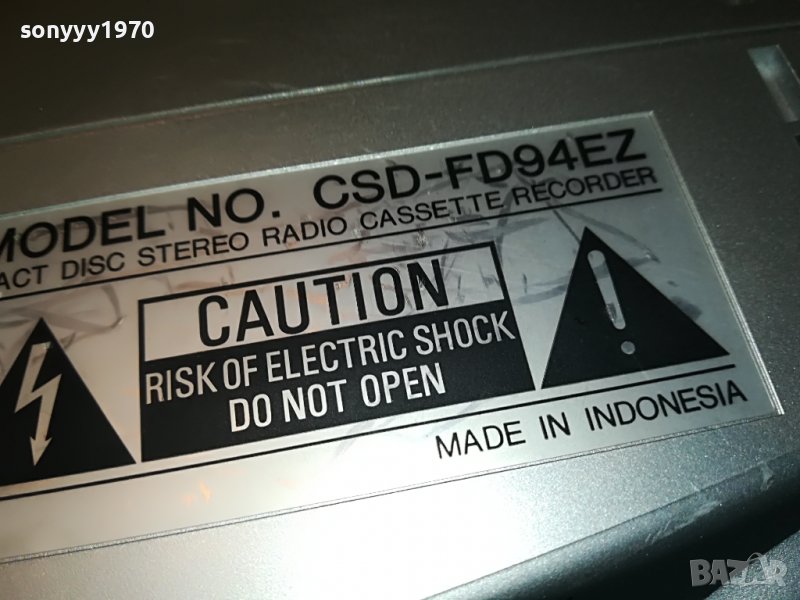 sonyyy1970
MODEL NO. CSD-FD94EZ
ACT DISC STEREO RADIO CASSETTE RECORDER
CAUTION
RISK OF ELECTRIC SHOCK
DO NOT OPEN
MADE IN INDONESIA
BAZAR